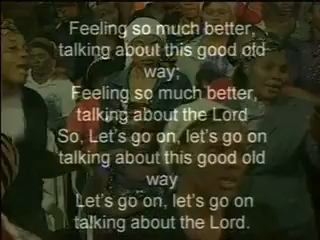 Feeling so much better,
talking about this good old
way;
Feeling so much better,
talking about the Lord
So, Let's go on, let's go on
talking about this good old
way
Let's go on, let's go on
talking about the Lord.